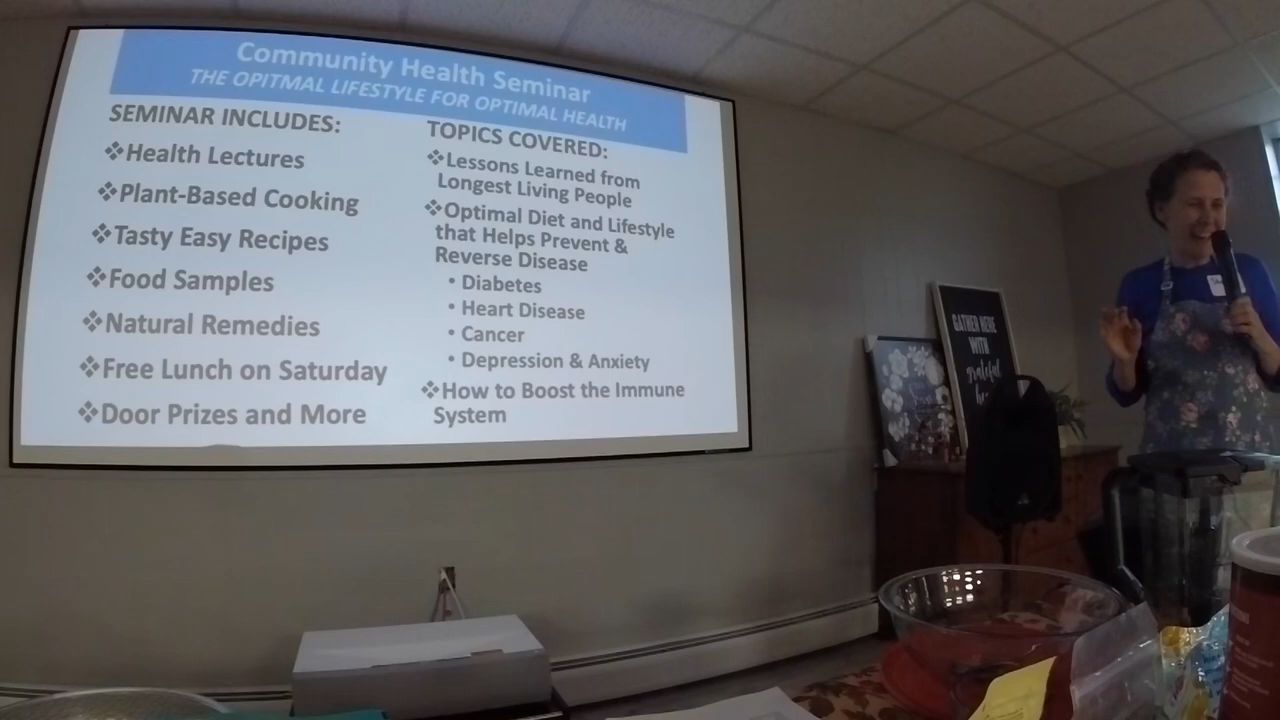 Community Health Seminar
THE OPITMAL LIFESTYLE FOR OPTIMAL HEALTH
SEMINAR INCLUDES:
❖Health Lectures
❖Plant-Based Cooking
❖Tasty Easy Recipes
❖Food Samples
❖Natural Remedies
❖Free Lunch on Saturday
❖Door Prizes and More
TOPICS COVERED:
❖Lessons Learned from
Longest Living People
❖Optimal Diet and Lifestyle
that Helps Prevent &
Reverse Disease
• Diabetes
• Heart Disease
• Cancer
• Depression & Anxiety
❖How to Boost the Immune
System
GATHER HERE
WITH
grateful